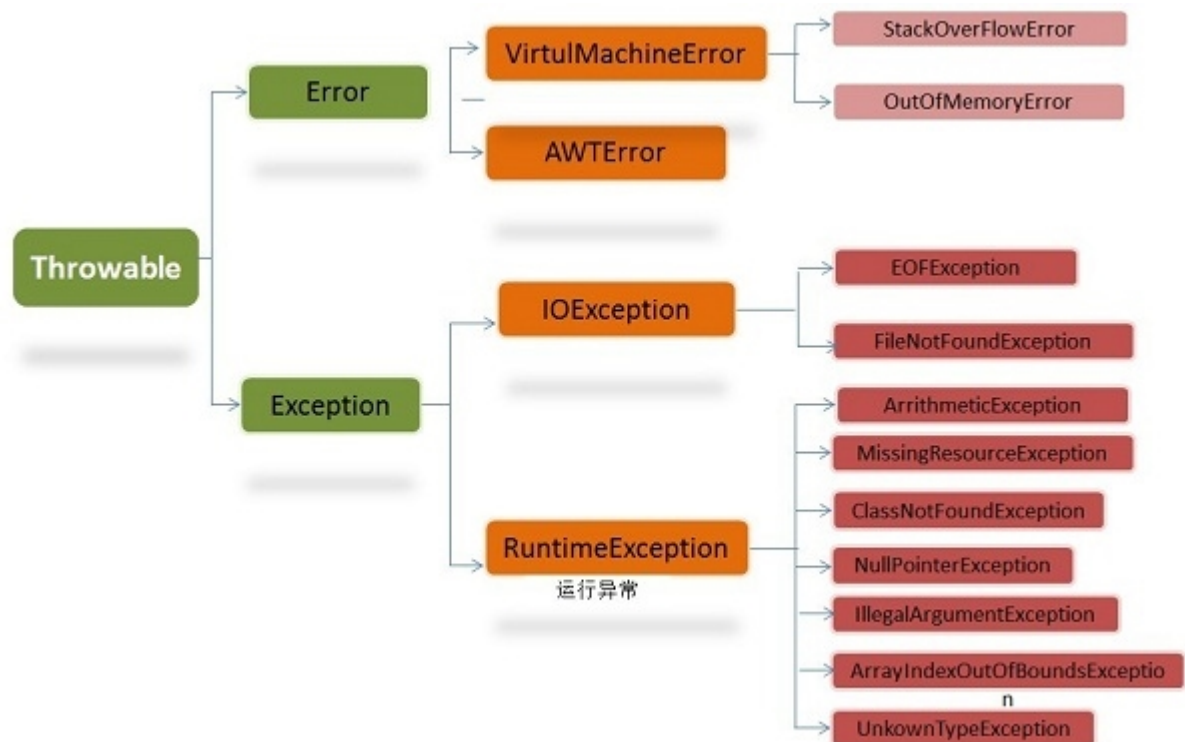 Throwable
Error
VirtulMachineError
StackOverFlowError
OutOfMemoryError
AWTError
Exception
IOException
EOFException
FileNotFoundException
RuntimeException
运行异常
ArrithmeticException
MissingResourceException
ClassNotFoundException
NullPointerException
IllegalArgumentException
ArrayIndexOutOfBoundsExceptio
n
UnkownTypeException